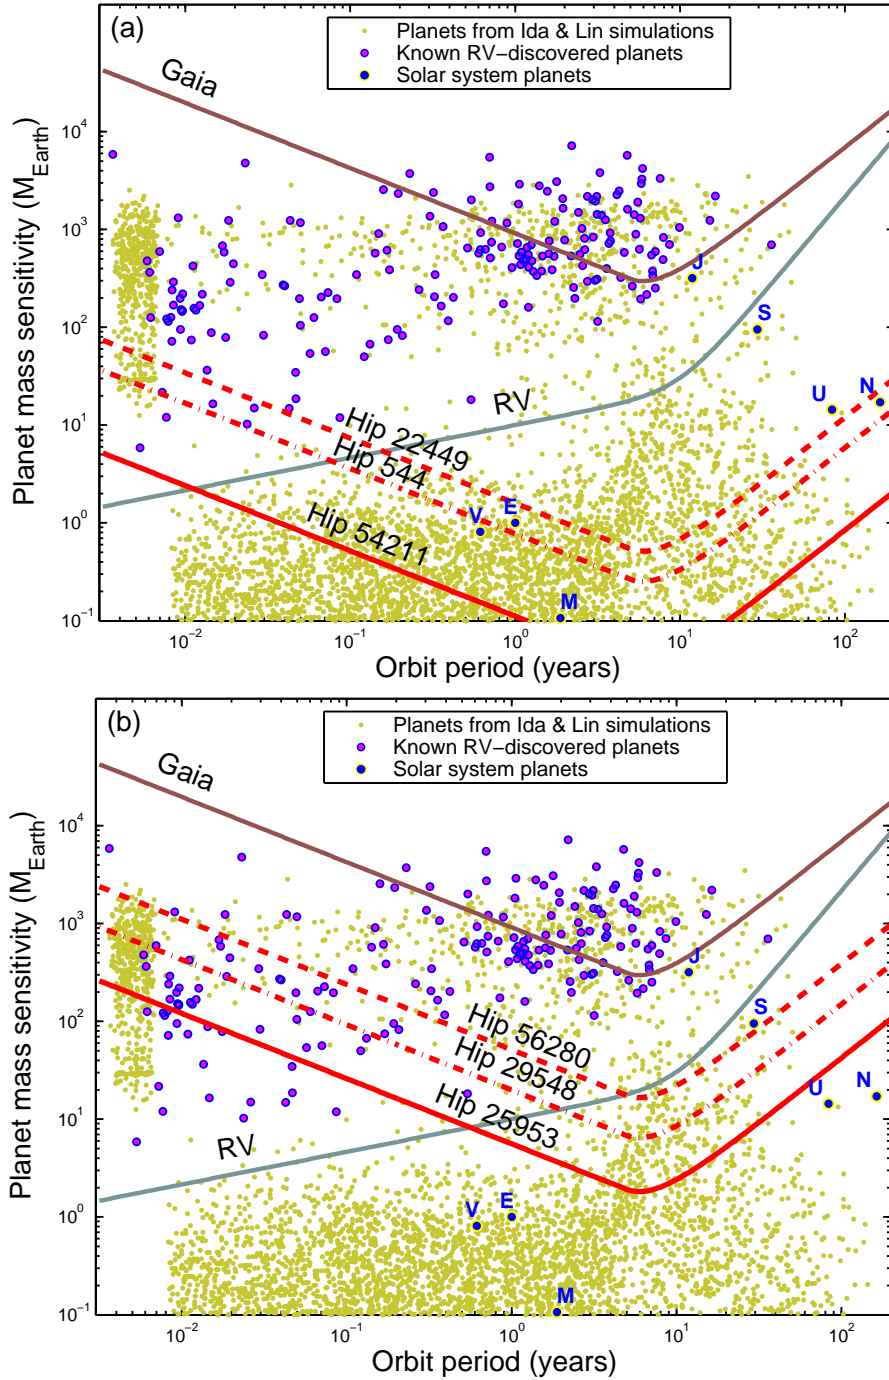 (a)
Planets from Ida & Lin simulations
Known RV−discovered planets
Solar system planets
Gaia
RV
Hip 22449
Hip 544
Hip 54211
V
E
M
J
S
U
N
10^4
10^3
10^2
10^1
10^0
10^−1
10^−2
10^−1
10^0
10^1
10^2
Planet mass sensitivity (M_Earth)
Orbit period (years)
(b)
Planets from Ida & Lin simulations
Known RV−discovered planets
Solar system planets
Gaia
Hip 56280
Hip 29548
Hip 25953
RV
V
E
M
J
S
U
N
10^4
10^3
10^2
10^1
10^0
10^−1
10^−2
10^−1
10^0
10^1
10^2
Planet mass sensitivity (M_Earth)
Orbit period (years)